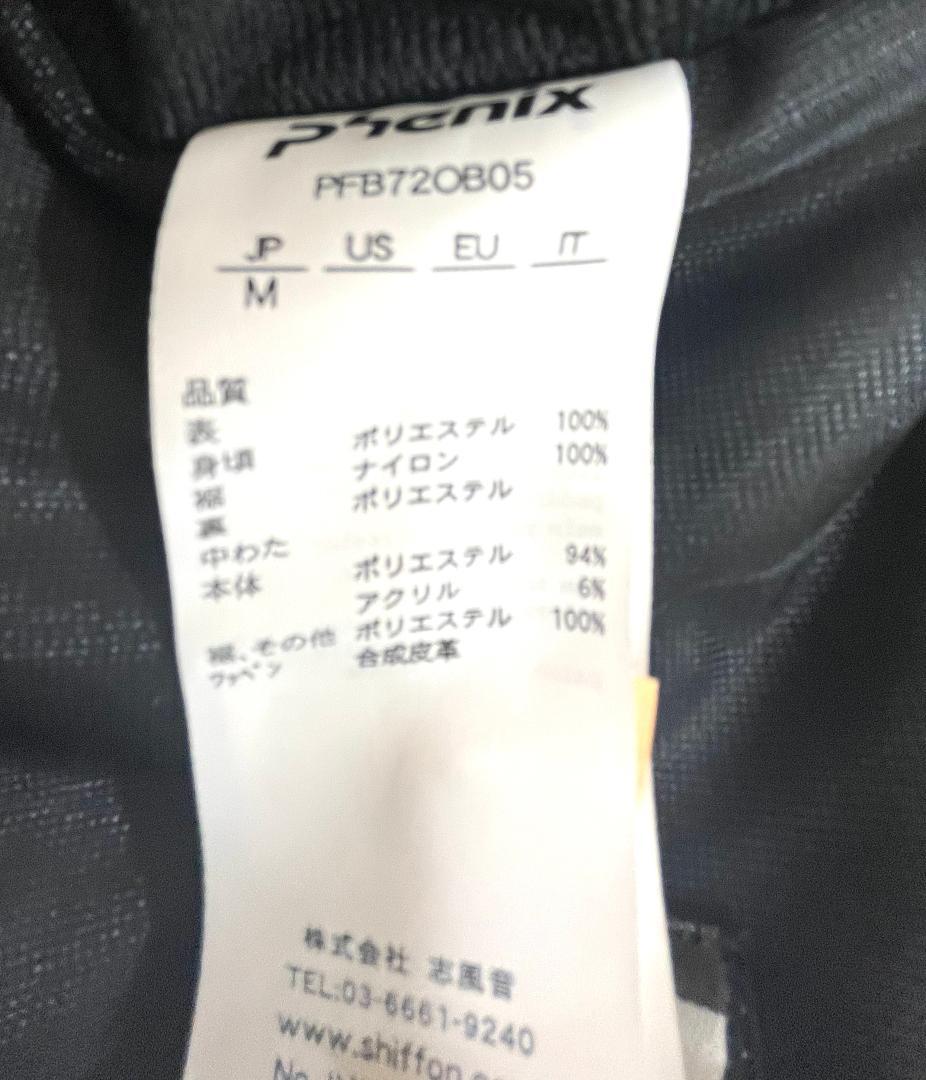 phenix
PFB72OB05
JP US EU IT
M
品質
表
身頃 ポリエステル 100%
裾 ナイロン 100%
裏 ポリエステル
中わた
本体 ポリエステル 94%
アクリル 6%
裾、その他 ポリエステル 100%
ワッペン 合成皮革
株式会社 志風音
TEL:03-6661-9240
www.shiffon.
No.